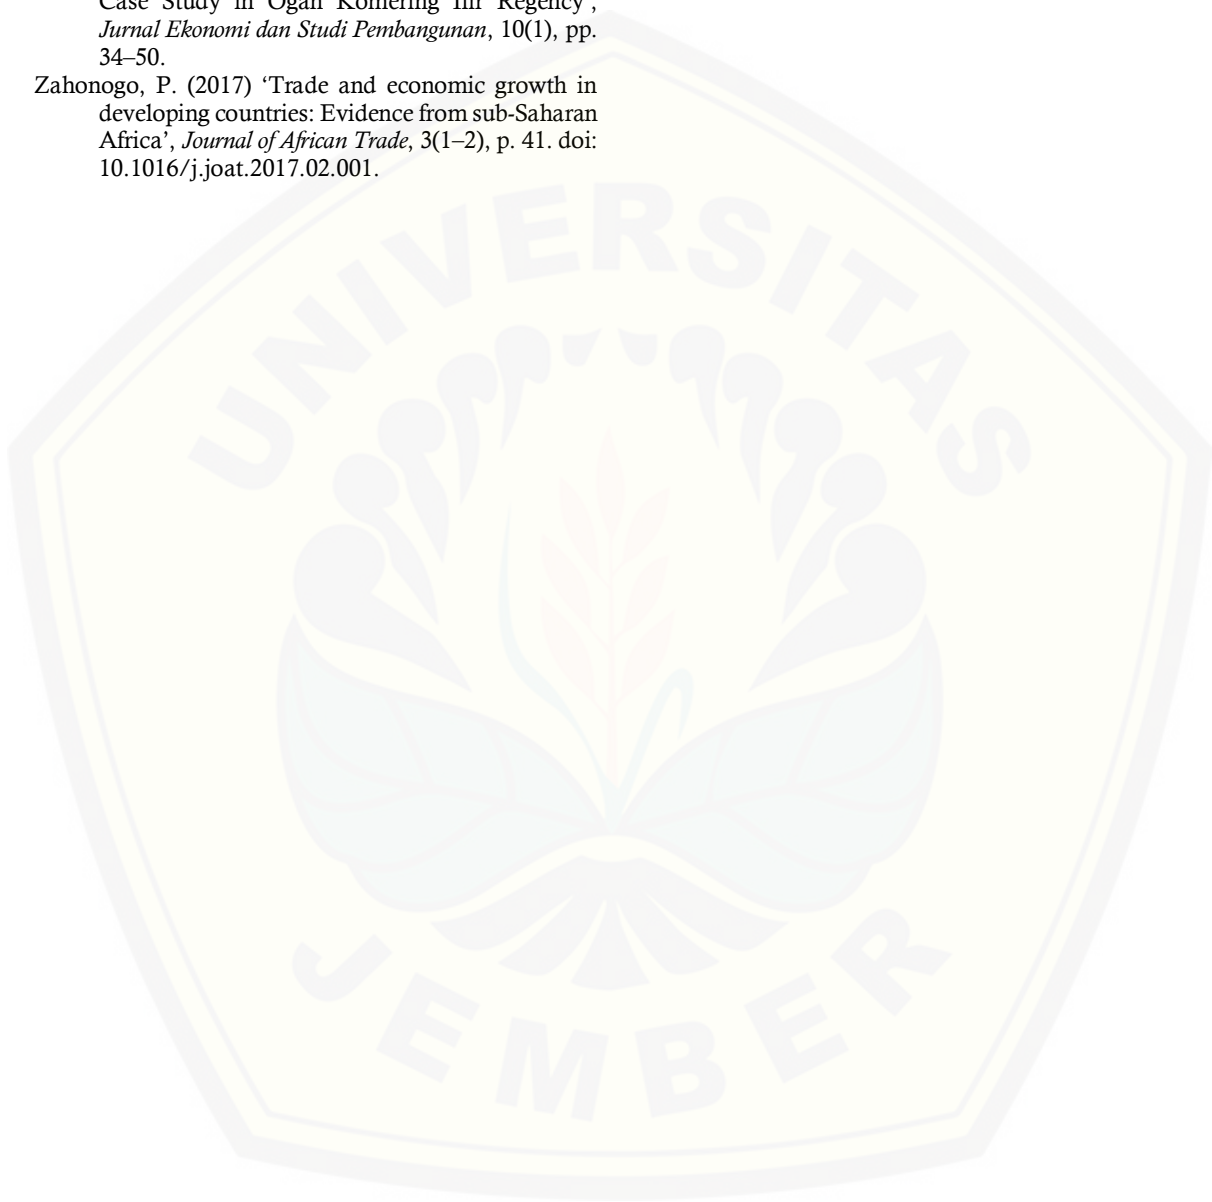 Case Study in Ogan Komering Ilir Regency’,
Jurnal Ekonomi dan Studi Pembangunan, 10(1), pp.
34–50.
Zahonogo, P. (2017) ‘Trade and economic growth in
developing countries: Evidence from sub-Saharan
Africa’, Journal of African Trade, 3(1–2), p. 41. doi:
10.1016/j.joat.2017.02.001.
UNIVERSITAS
JEMBER